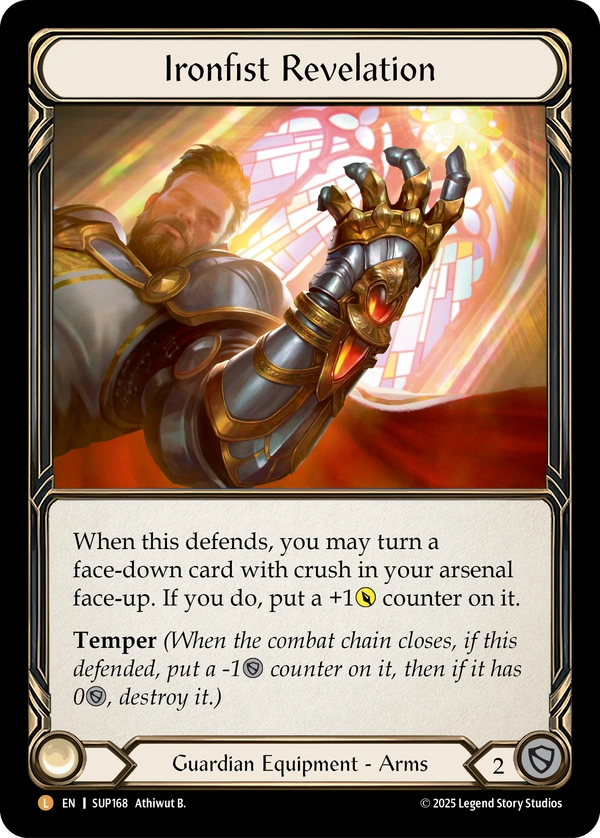 Ironfist Revelation
When this defends, you may turn a
face-down card with crush in your arsenal
face-up. If you do, put a +1 counter on it.
Temper (When the combat chain closes, if this
defended, put a -1 counter on it, then if it has
0, destroy it.)
Guardian Equipment - Arms
2
L EN | SUP168 Athiwut B.
© 2025 Legend Story Studios